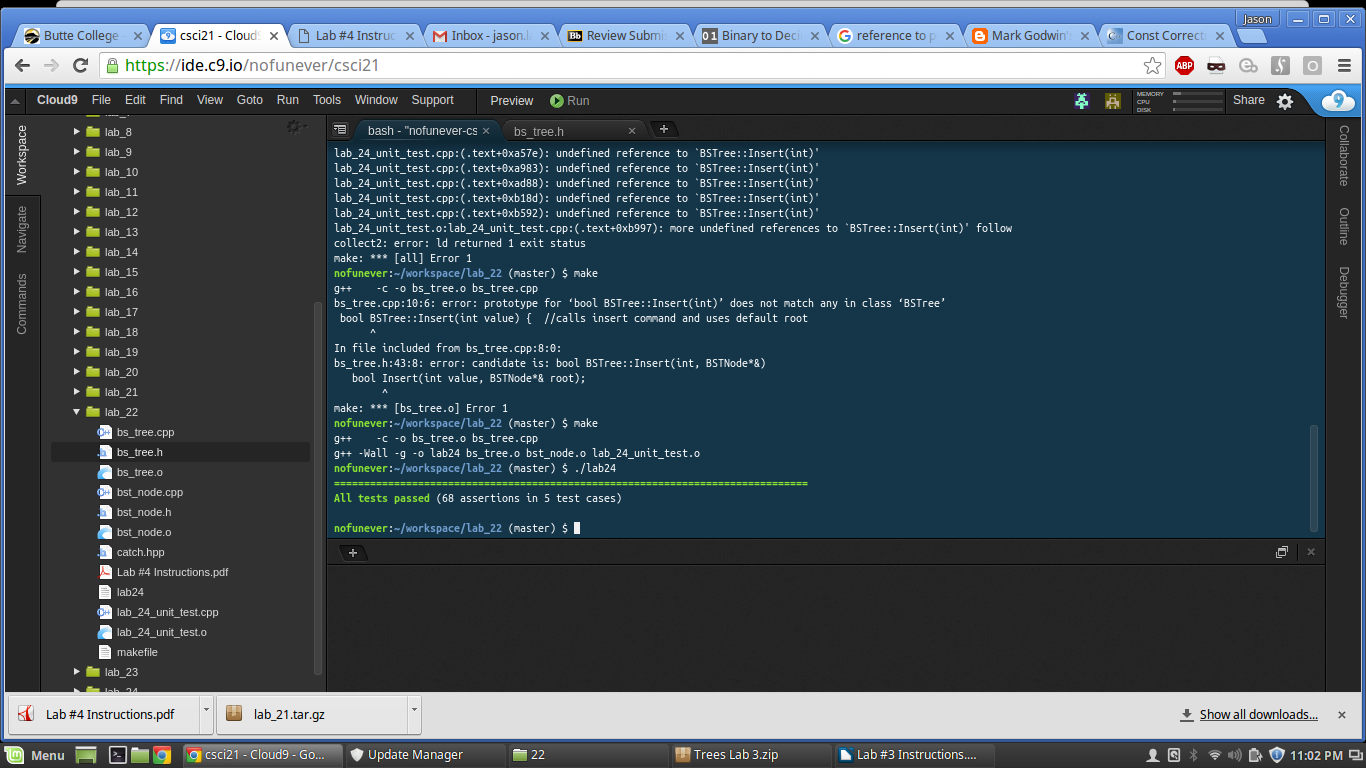 Jason
Butte College
csci21 - Cloud9
Lab #4 Instruc
Inbox - jason.l
Review Submis
Binary to Deci
reference to p
Mark Godwin's
Const Correct
https://ide.c9.io/nofunever/csci21
Cloud9 File Edit Find View Goto Run Tools Window Support Preview Run
MEMORY
CPU
DISK
Share
Workspace
Navigate
Commands
lab_8
lab_9
lab_10
lab_11
lab_12
lab_13
lab_14
lab_15
lab_16
lab_17
lab_18
lab_19
lab_20
lab_21
lab_22
bs_tree.cpp
bs_tree.h
bs_tree.o
bst_node.cpp
bst_node.h
bst_node.o
catch.hpp
Lab #4 Instructions.pdf
lab24
lab_24_unit_test.cpp
lab_24_unit_test.o
makefile
lab_23
lab_24
bash - "nofunever-cs
bs_tree.h
lab_24_unit_test.cpp:(.text+0xa57e): undefined reference to `BSTree::Insert(int)'
lab_24_unit_test.cpp:(.text+0xa983): undefined reference to `BSTree::Insert(int)'
lab_24_unit_test.cpp:(.text+0xad88): undefined reference to `BSTree::Insert(int)'
lab_24_unit_test.cpp:(.text+0xb18d): undefined reference to `BSTree::Insert(int)'
lab_24_unit_test.cpp:(.text+0xb592): undefined reference to `BSTree::Insert(int)'
lab_24_unit_test.o:lab_24_unit_test.cpp:(.text+0xb997): more undefined references to `BSTree::Insert(int)' follow
collect2: error: ld returned 1 exit status
make: *** [all] Error 1
nofunever:~/workspace/lab_22 (master) $ make
g++    -c -o bs_tree.o bs_tree.cpp
bs_tree.cpp:10:6: error: prototype for ‘bool BSTree::Insert(int)’ does not match any in class ‘BSTree’
bool BSTree::Insert(int value) {  //calls insert command and uses default root
^
In file included from bs_tree.cpp:8:0:
bs_tree.h:43:8: error: candidate is: bool BSTree::Insert(int, BSTNode*&)
bool Insert(int value, BSTNode*& root);
^
make: *** [bs_tree.o] Error 1
nofunever:~/workspace/lab_22 (master) $ make
g++    -c -o bs_tree.o bs_tree.cpp
g++ -Wall -g -o lab24 bs_tree.o bst_node.o lab_24_unit_test.o
nofunever:~/workspace/lab_22 (master) $ ./lab24
===============================================================================
All tests passed (68 assertions in 5 test cases)
nofunever:~/workspace/lab_22 (master) $
Collaborate
Outline
Debugger
Lab #4 Instructions.pdf
lab_21.tar.gz
Show all downloads...
Menu
csci21 - Cloud9 - Go...
Update Manager
22
Trees Lab 3.zip
Lab #3 Instructions....
11:02 PM